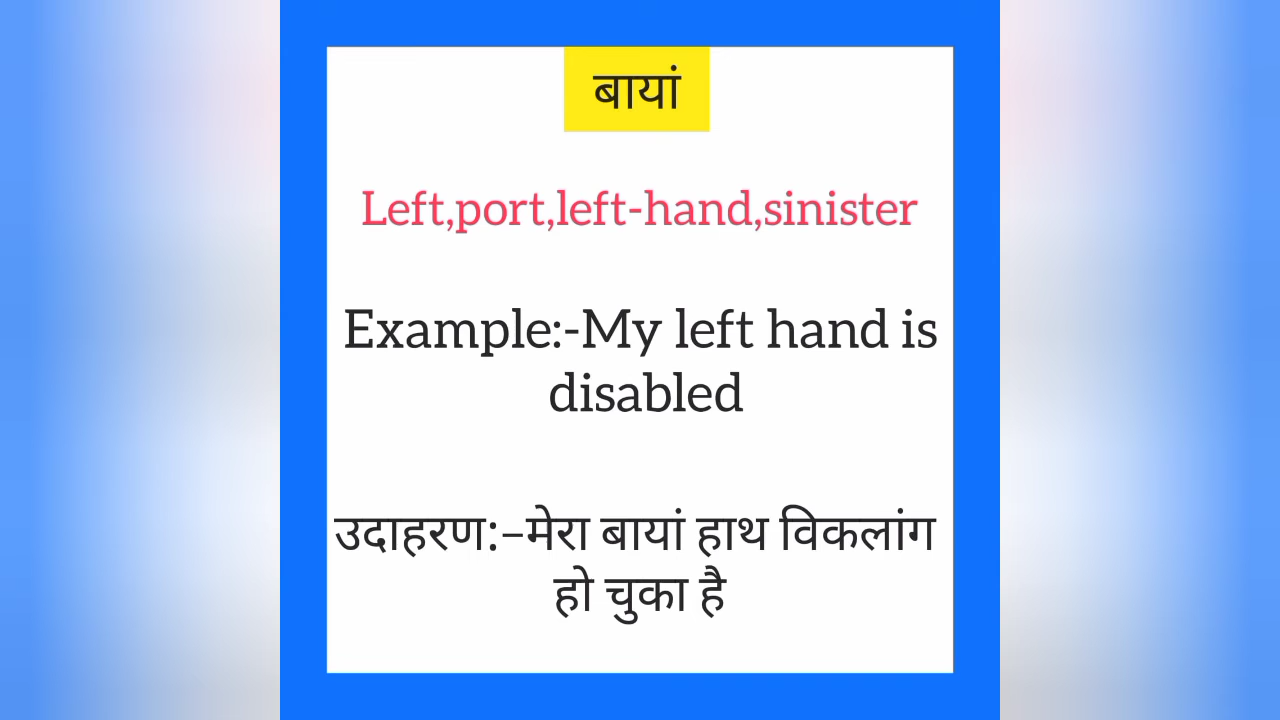 बायां
Left,port,left-hand,sinister
Example:-My left hand is
disabled
उदाहरण:–मेरा बायां हाथ विकलांग
हो चुका है